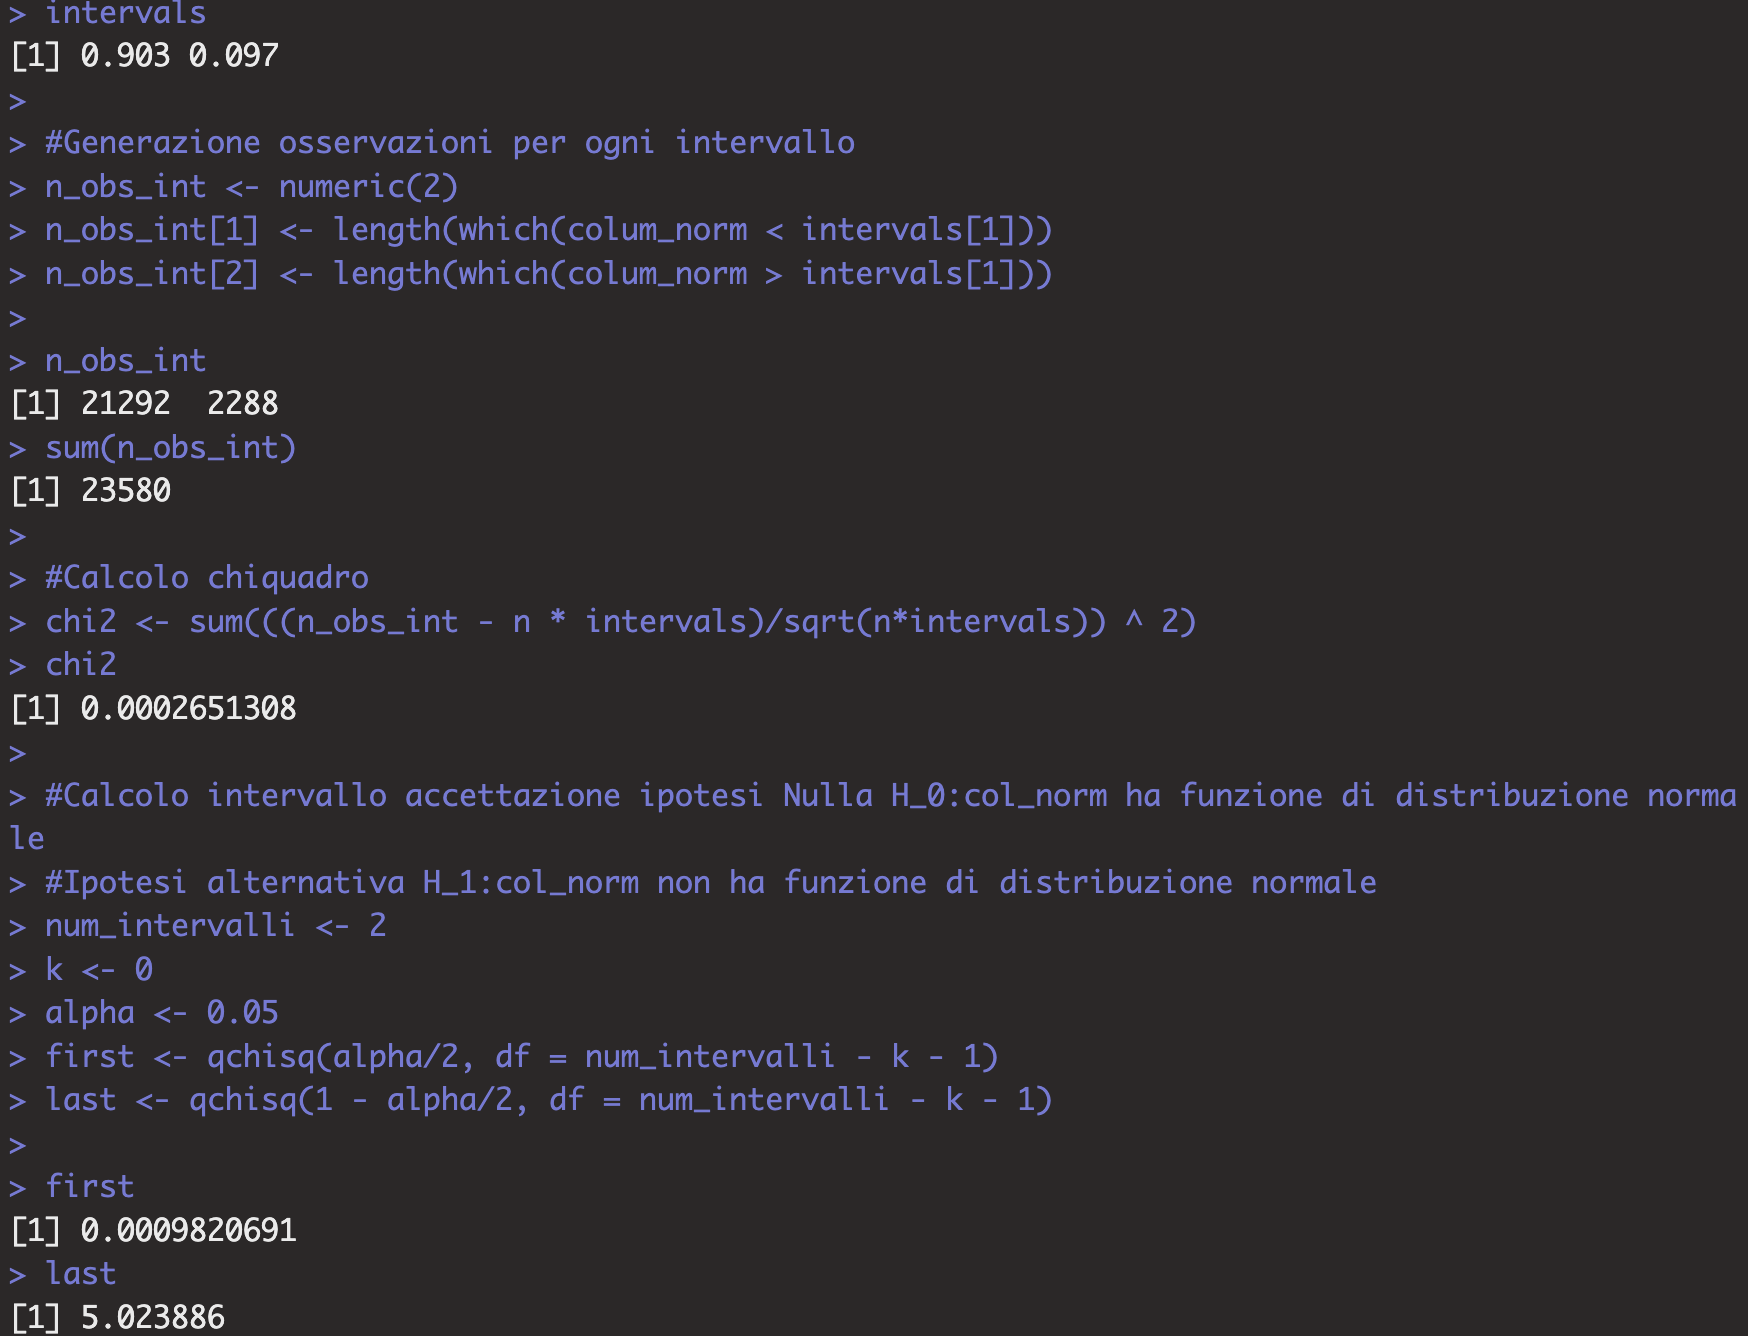 > intervals
[1] 0.903 0.097
>
> #Generazione osservazioni per ogni intervallo
> n_obs_int <- numeric(2)
> n_obs_int[1] <- length(which(colum_norm < intervals[1]))
> n_obs_int[2] <- length(which(colum_norm > intervals[1]))
>
> n_obs_int
[1] 21292  2288
> sum(n_obs_int)
[1] 23580
>
> #Calcolo chiquadro
> chi2 <- sum(((n_obs_int - n * intervals)/sqrt(n*intervals)) ^ 2)
> chi2
[1] 0.0002651308
>
> #Calcolo intervallo accettazione ipotesi Nulla H_0:col_norm ha funzione di distribuzione norma
le
> #Ipotesi alternativa H_1:col_norm non ha funzione di distribuzione normale
> num_intervalli <- 2
> k <- 0
> alpha <- 0.05
> first <- qchisq(alpha/2, df = num_intervalli - k - 1)
> last <- qchisq(1 - alpha/2, df = num_intervalli - k - 1)
>
> first
[1] 0.0009820691
> last
[1] 5.023886